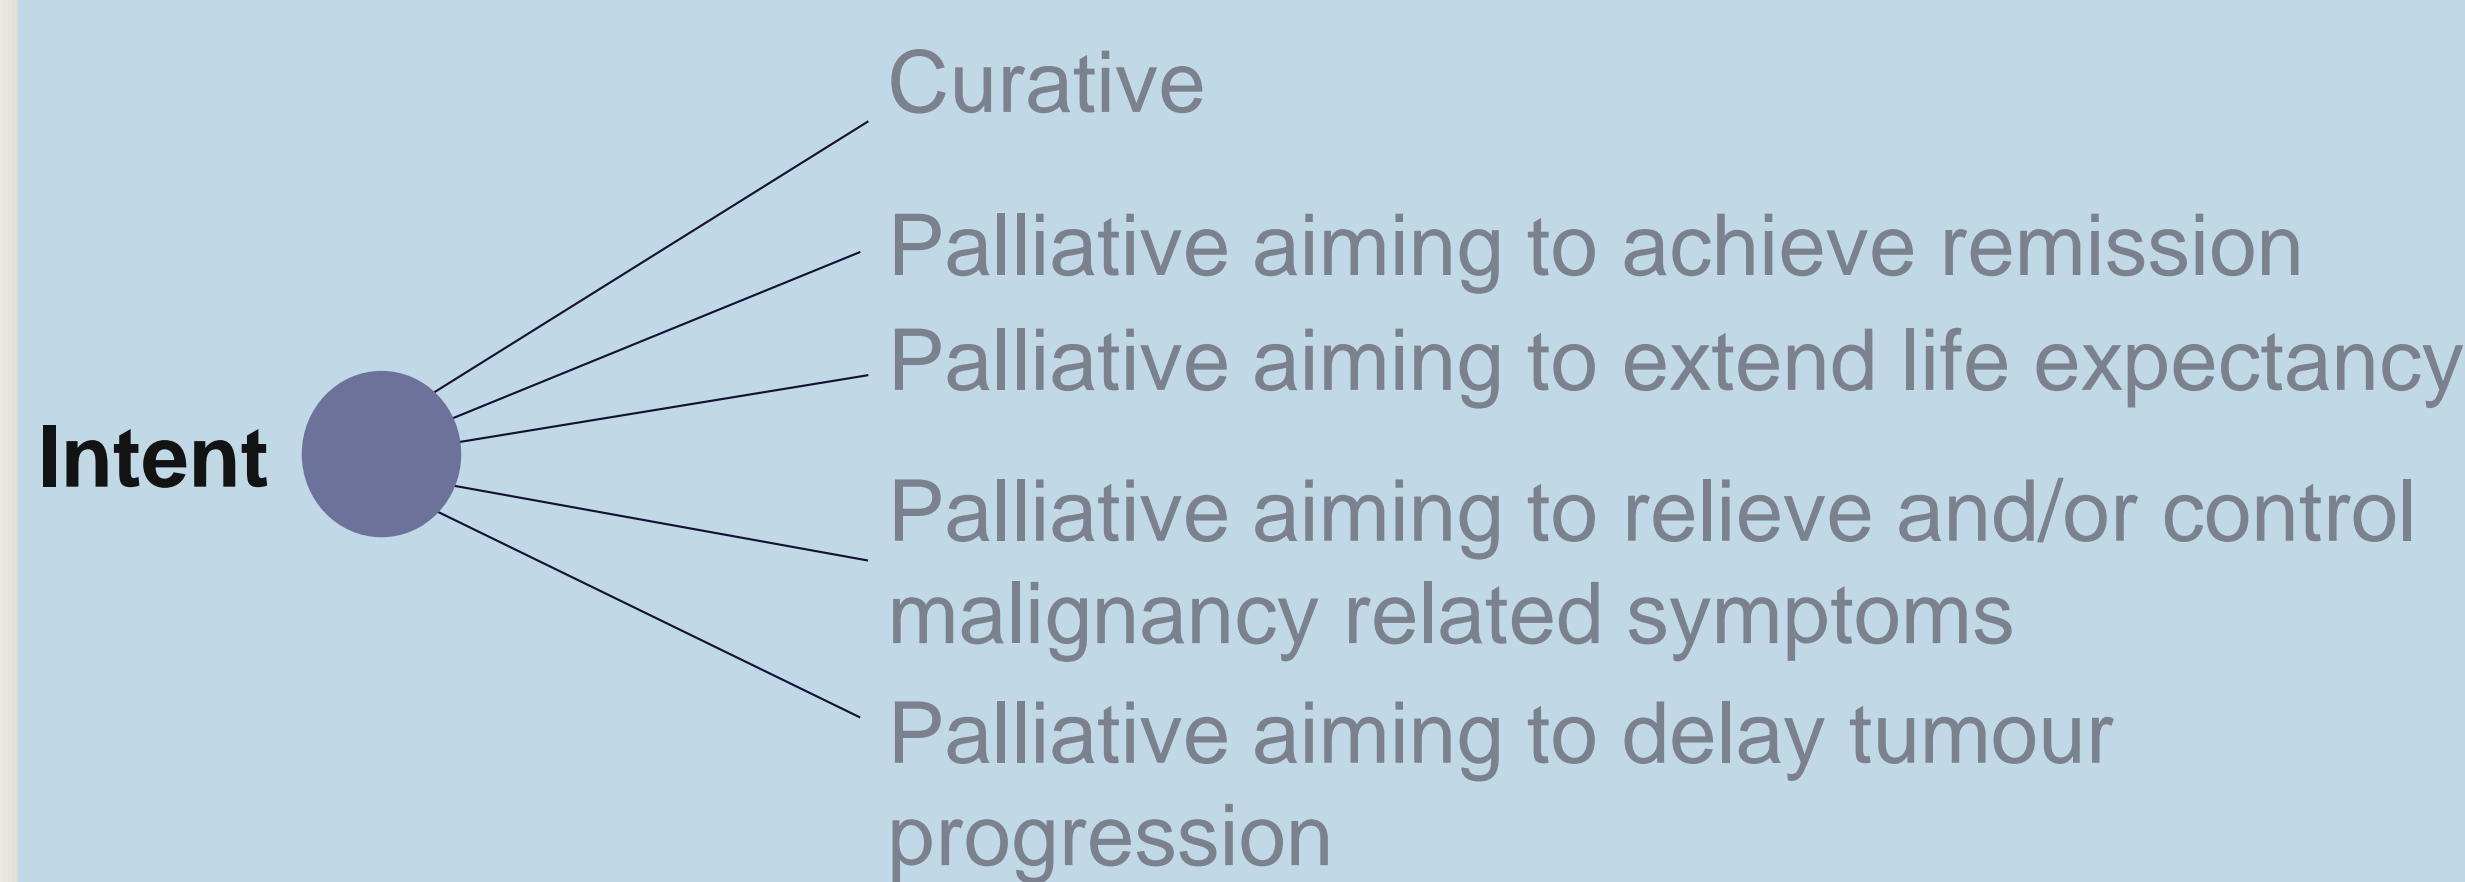 Curative
Palliative aiming to achieve remission
Palliative aiming to extend life expectancy
Intent
Palliative aiming to relieve and/or control
malignancy related symptoms
Palliative aiming to delay tumour
progression